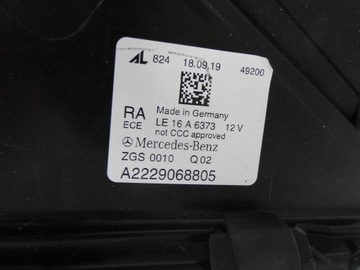 AL 824 18.09.19 49200
RA Made in Germany
ECE LE 16 A 6373 12 V
not CCC approved
Mercedes-Benz
ZGS 0010 Q 02
A2229068805